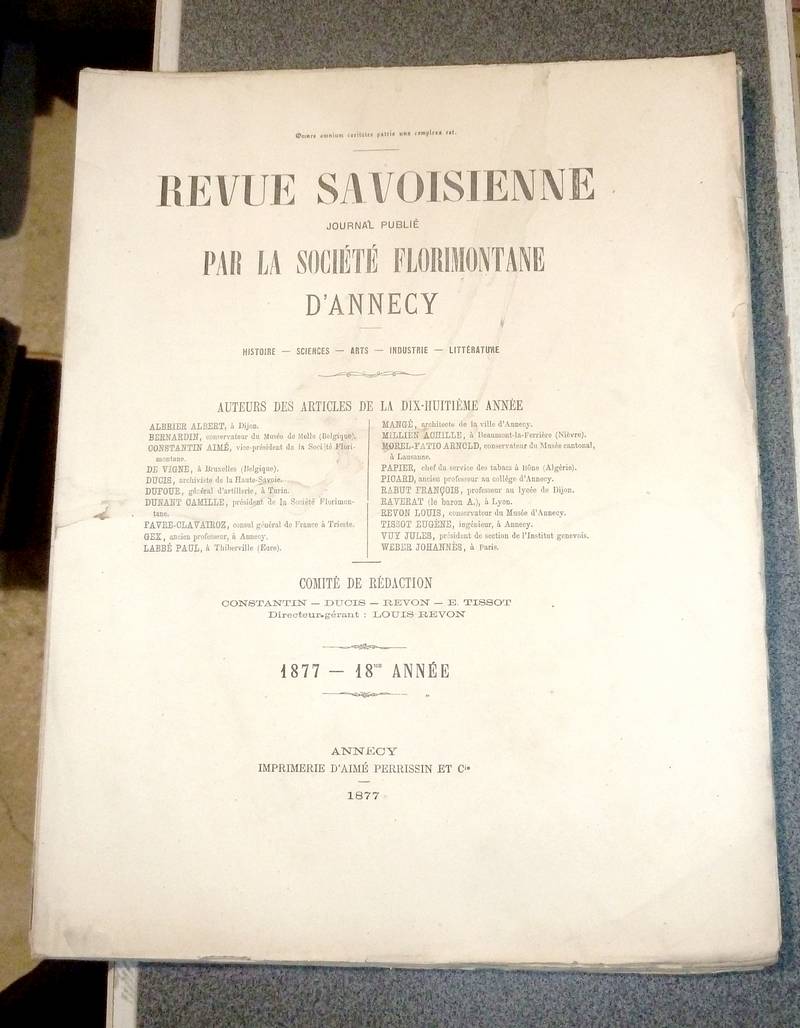 Omnes omnium caritates patria una complexa est.
REVUE SAVOISIENNE
JOURNAL PUBLIÉ
PAR LA SOCIÉTÉ FLORIMONTANE
D'ANNECY
HISTOIRE — SCIENCES — ARTS — INDUSTRIE — LITTÉRATURE
AUTEURS DES ARTICLES DE LA DIX-HUITIÈME ANNÉE
ALBRIER ALBERT, à Dijon.
BERNARDIN, conservateur du Musée de Melle (Belgique).
CONSTANTIN AIMÉ, vice-président de la Société Flori-
montane.
DE VIGNE, à Bruxelles (Belgique).
DUCIS, archiviste de la Haute-Savoie.
DUFOUR, général d'artillerie, à Turin.
DUNANT CAMILLE, président de la Société Florimon-
tane.
FAVRE-CLAVAIROZ, consul général de France à Trieste.
GEX, ancien professeur, à Annecy.
LABBÉ PAUL, à Thiberville (Eure).
MANGÉ, architecte de la ville d'Annecy.
MILLIEN ACHILLE, à Beaumont-la-Ferrière (Nièvre).
MOREL-FATIO ARNOLD, conservateur du Musée cantonal,
à Lausanne.
PAPIER, chef du service des tabacs à Bône (Algérie).
PICARD, ancien professeur au collége d'Annecy.
RABUT FRANÇOIS, professeur au lycée de Dijon.
RAVERAT (le baron A.), à Lyon.
REVON LOUIS, conservateur du Musée d'Annecy.
TISSOT EUGÈNE, ingénieur, à Annecy.
VUY JULES, président de section de l'Institut genevois.
WEBER JOHANNÈS, à Paris.
COMITÉ DE RÉDACTION
CONSTANTIN — DUCIS — REVON — E. TISSOT
Directeur-gérant : LOUIS REVON
1877 — 18me ANNÉE
ANNECY
IMPRIMERIE D'AIMÉ PERRISSIN ET Cie
1877